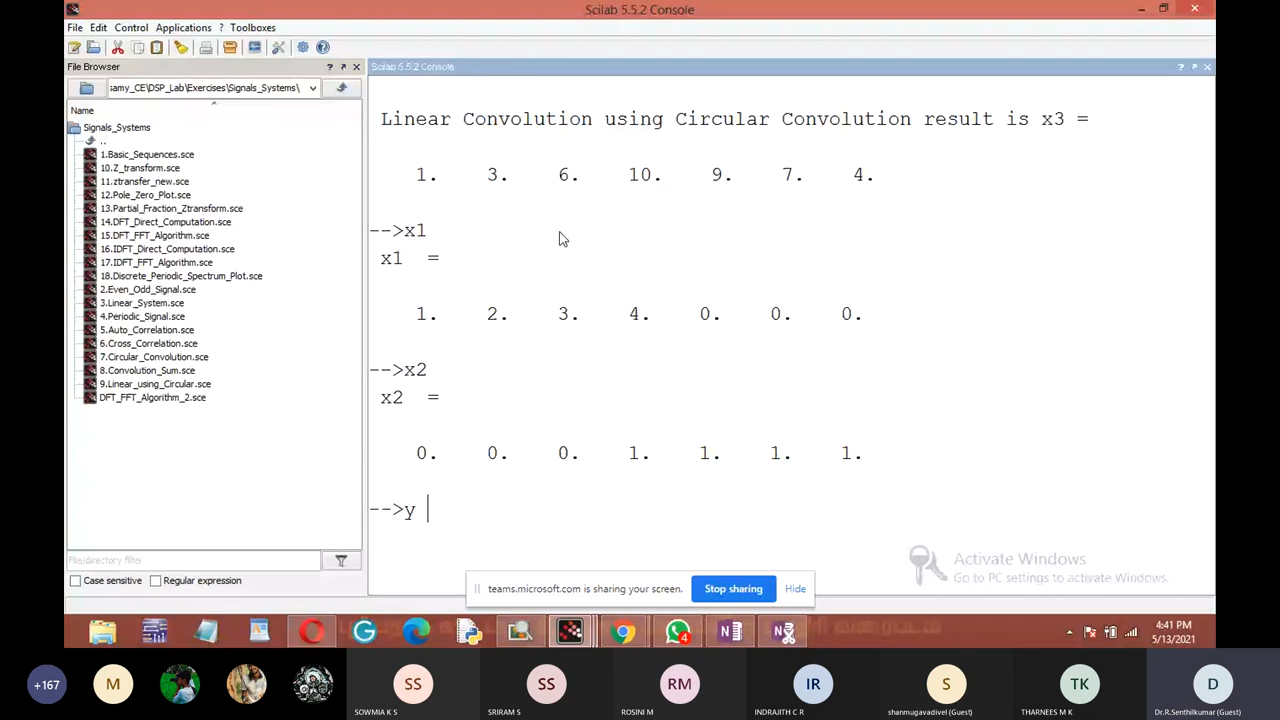 Scilab 5.5.2 Console
File Edit Control Applications ? Toolboxes
File Browser ? Scilab 5.5.2 Console ?
iamy_CE\DSP_Lab\Exercises\Signals_Systems\
Name
Signals_Systems
..
1.Basic_Sequences.sce
10.Z_transform.sce
11.ztransfer_new.sce
12.Pole_Zero_Plot.sce
13.Partial_Fraction_Ztransform.sce
14.DFT_Direct_Computation.sce
15.DFT_FFT_Algorithm.sce
16.IDFT_Direct_Computation.sce
17.IDFT_FFT_Algorithm.sce
18.Discrete_Periodic_Spectrum_Plot.sce
2.Even_Odd_Signal.sce
3.Linear_System.sce
4.Periodic_Signal.sce
5.Auto_Correlation.sce
6.Cross_Correlation.sce
7.Circular_Convolution.sce
8.Convolution_Sum.sce
9.Linear_using_Circular.sce
DFT_FFT_Algorithm_2.sce
File/directory filter
Case sensitive Regular expression
Linear Convolution using Circular Convolution result is x3 =
1. 3. 6. 10. 9. 7. 4.
-->x1
x1 =
1. 2. 3. 4. 0. 0. 0.
-->x2
x2 =
0. 0. 0. 1. 1. 1. 1.
-->y
Activate Windows
Go to PC settings to activate Windows.
teams.microsoft.com is sharing your screen. Stop sharing Hide
4
4:41 PM
5/13/2021
+167 M SS SS RM IR S TK D
SOWMIA K S SRIRAM S ROSINI M INDRAJITH C R shanmugavadivel (Guest) THARNEES M K Dr.R.Senthilkumar (Guest)